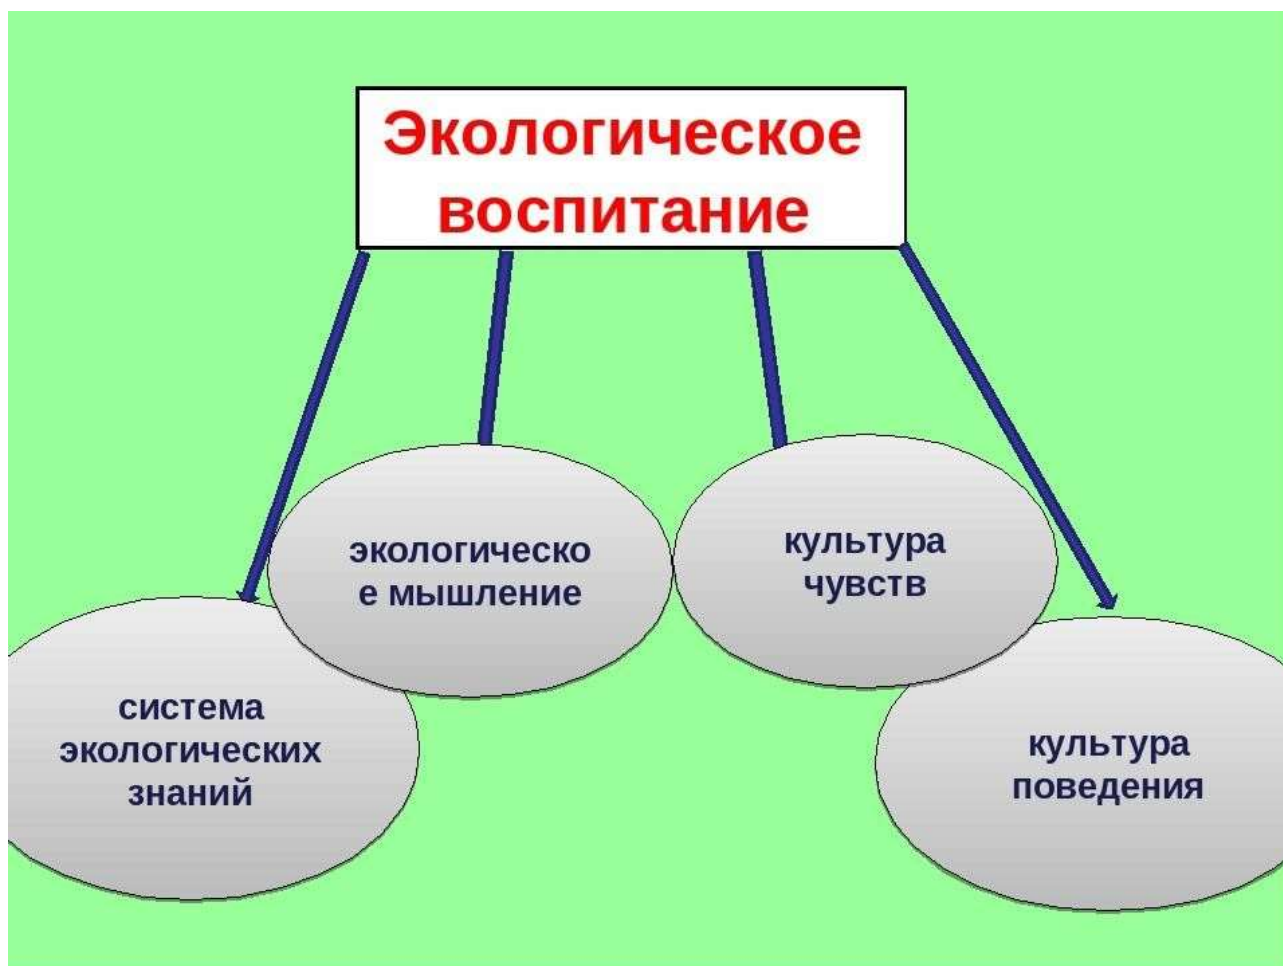 Экологическое
воспитание
экологическо
е мышление
культура
чувств
система
экологических
знаний
культура
поведения